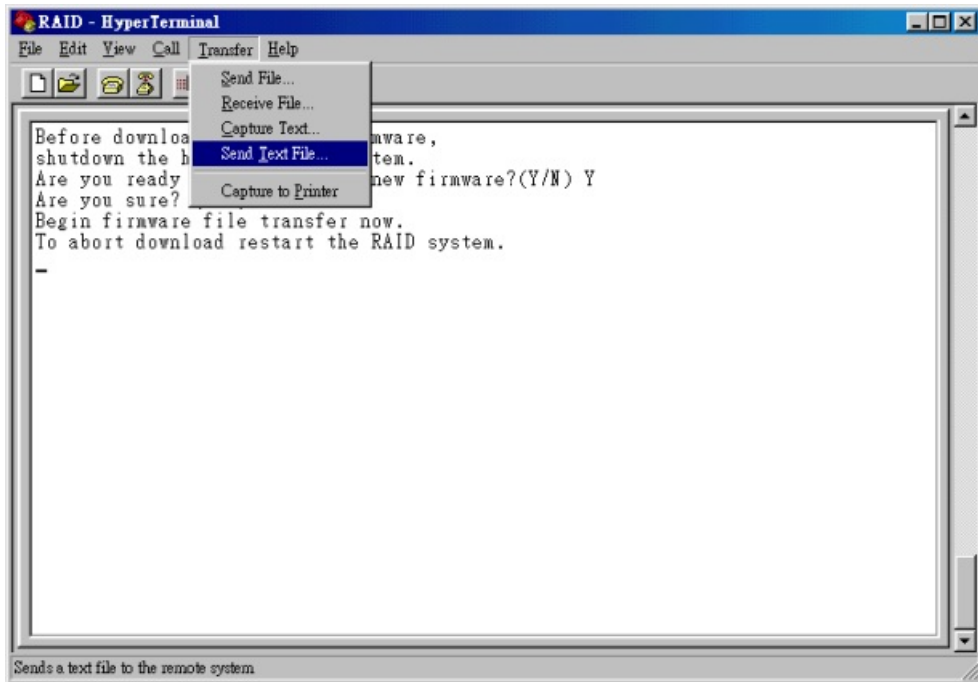 RAID - HyperTerminal
File Edit View Call Transfer Help
Send File...
Receive File...
Capture Text...
Send Text File...
Capture to Printer
Before downloa mware,
shutdown the h tem.
Are you ready new firmware?(Y/N) Y
Are you sure?
Begin firmware file transfer now.
To abort download restart the RAID system.
Sends a text file to the remote system